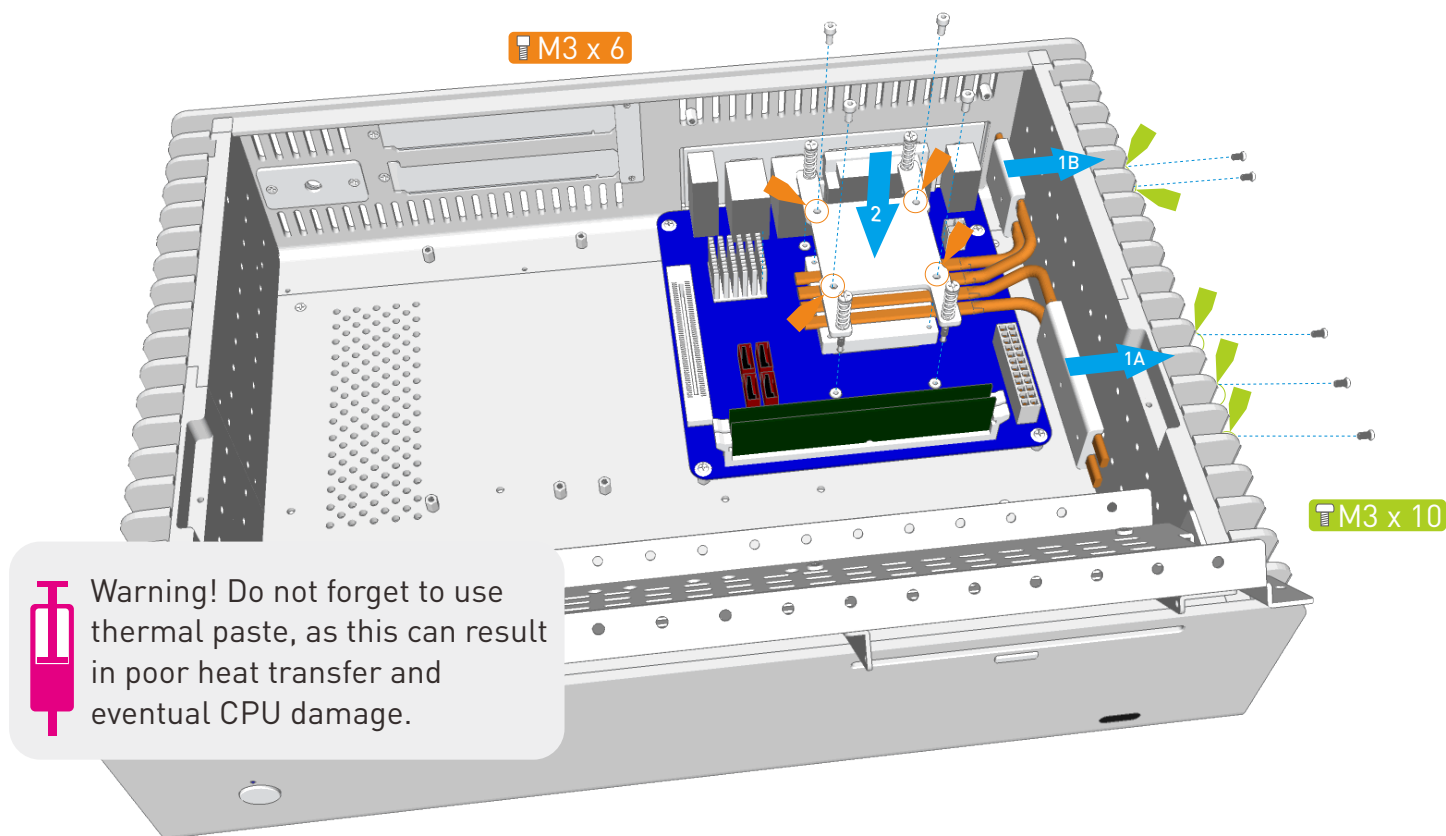 M3 x 6
1B
2
1A
M3 x 10
Warning! Do not forget to use
thermal paste, as this can result
in poor heat transfer and
eventual CPU damage.